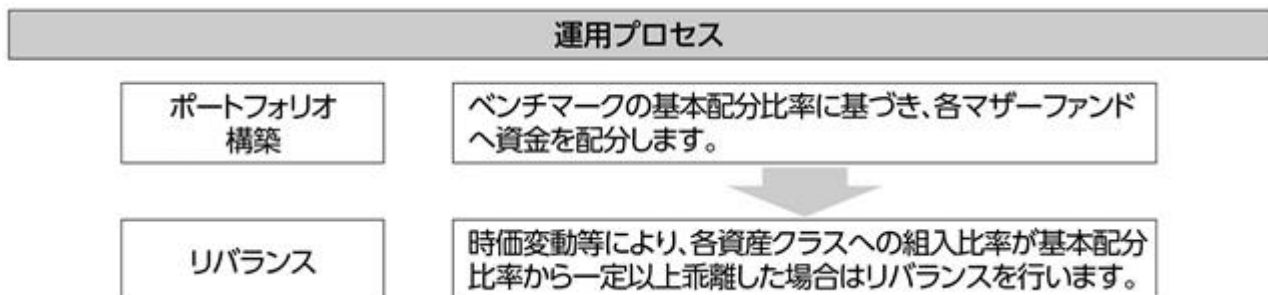 運用プロセス
ポートフォリオ
構築
ベンチマークの基本配分比率に基づき、各マザーファンド
へ資金を配分します。
リバランス
時価変動等により、各資産クラスへの組入比率が基本配分
比率から一定以上乖離した場合はリバランスを行います。